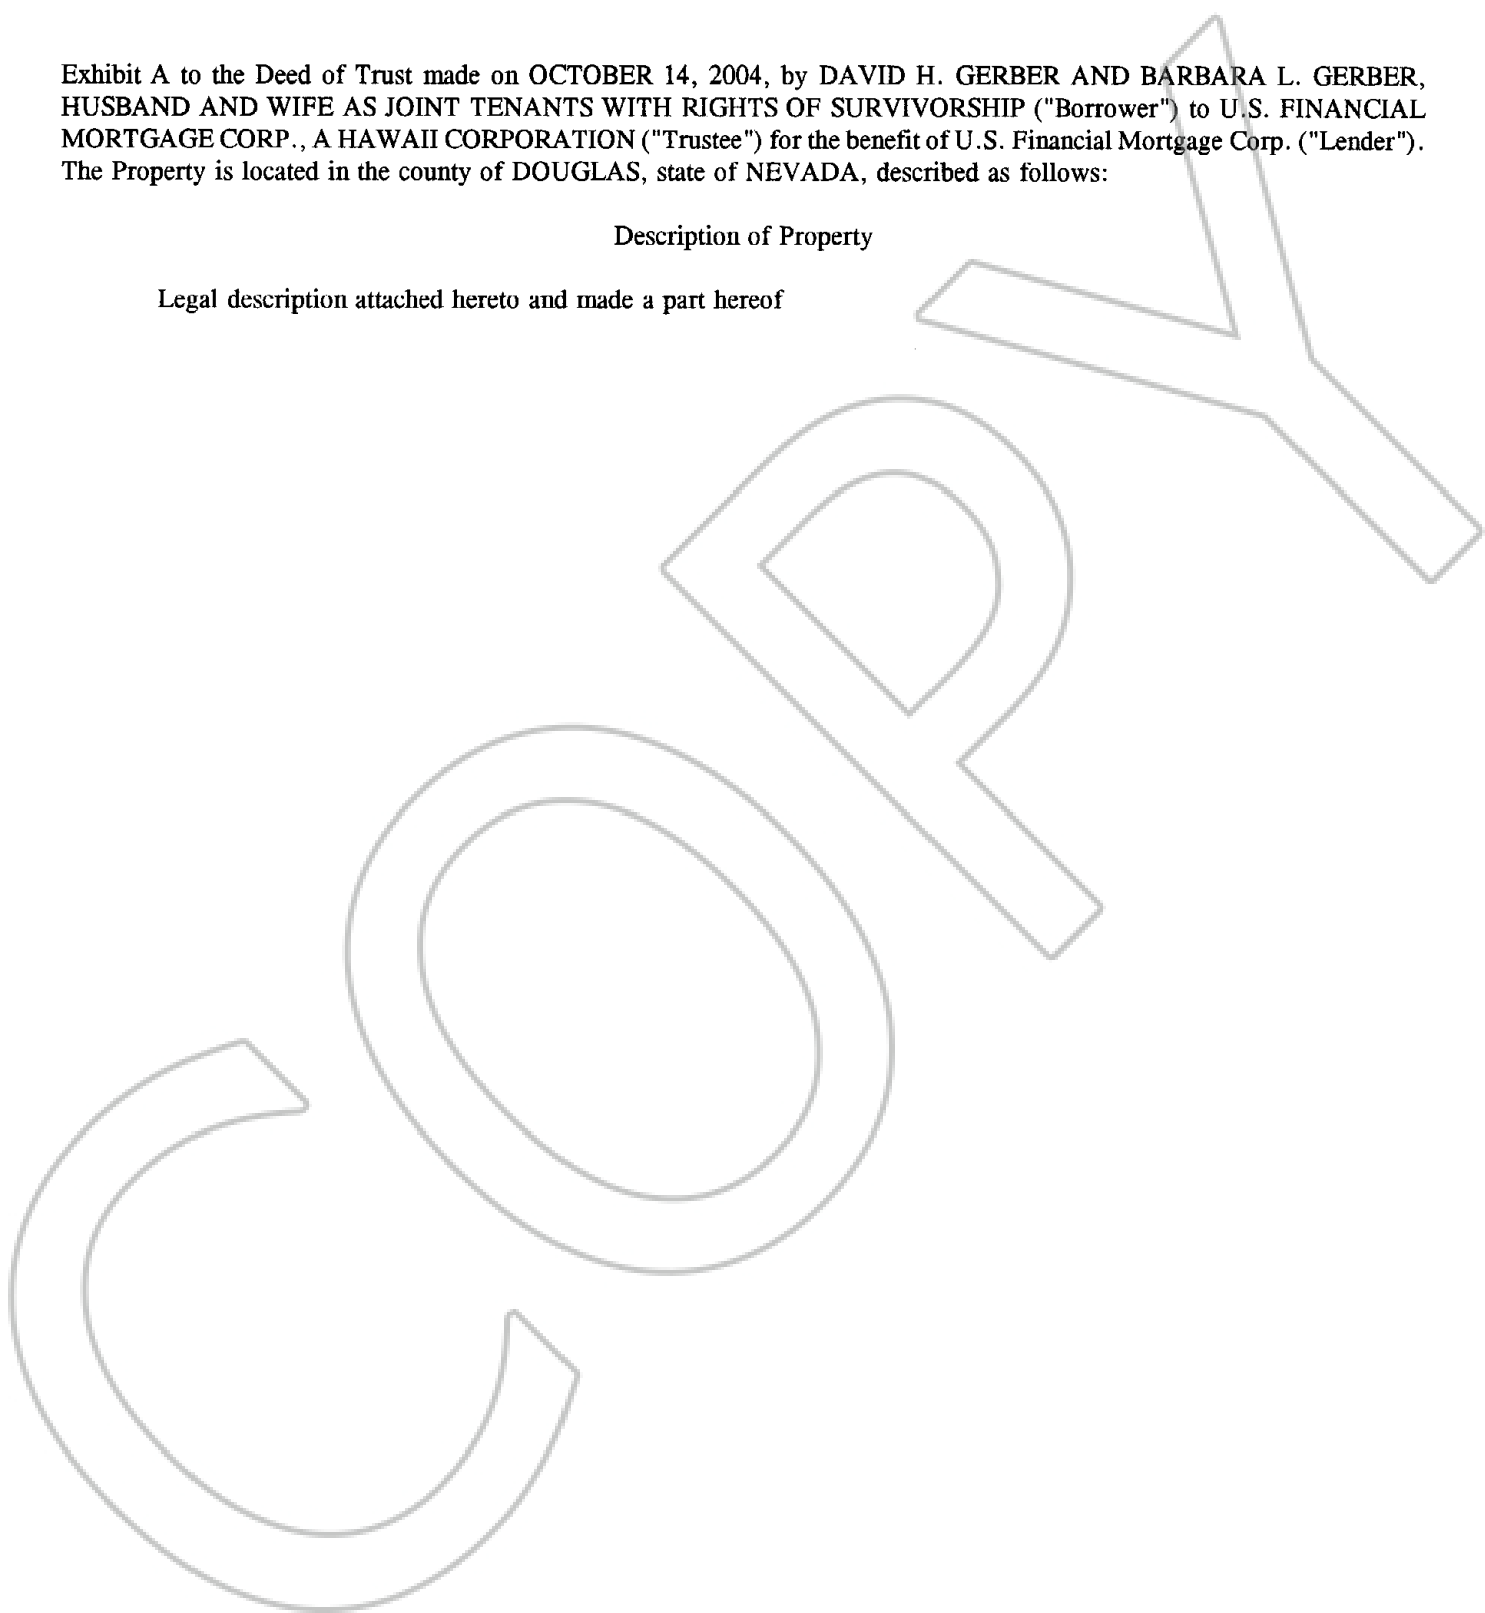 Exhibit A to the Deed of Trust made on OCTOBER 14, 2004, by DAVID H. GERBER AND BARBARA L. GERBER,
HUSBAND AND WIFE AS JOINT TENANTS WITH RIGHTS OF SURVIVORSHIP ("Borrower") to U.S. FINANCIAL
MORTGAGE CORP., A HAWAII CORPORATION ("Trustee") for the benefit of U.S. Financial Mortgage Corp. ("Lender").
The Property is located in the county of DOUGLAS, state of NEVADA, described as follows:
Description of Property
Legal description attached hereto and made a part hereof
COPY